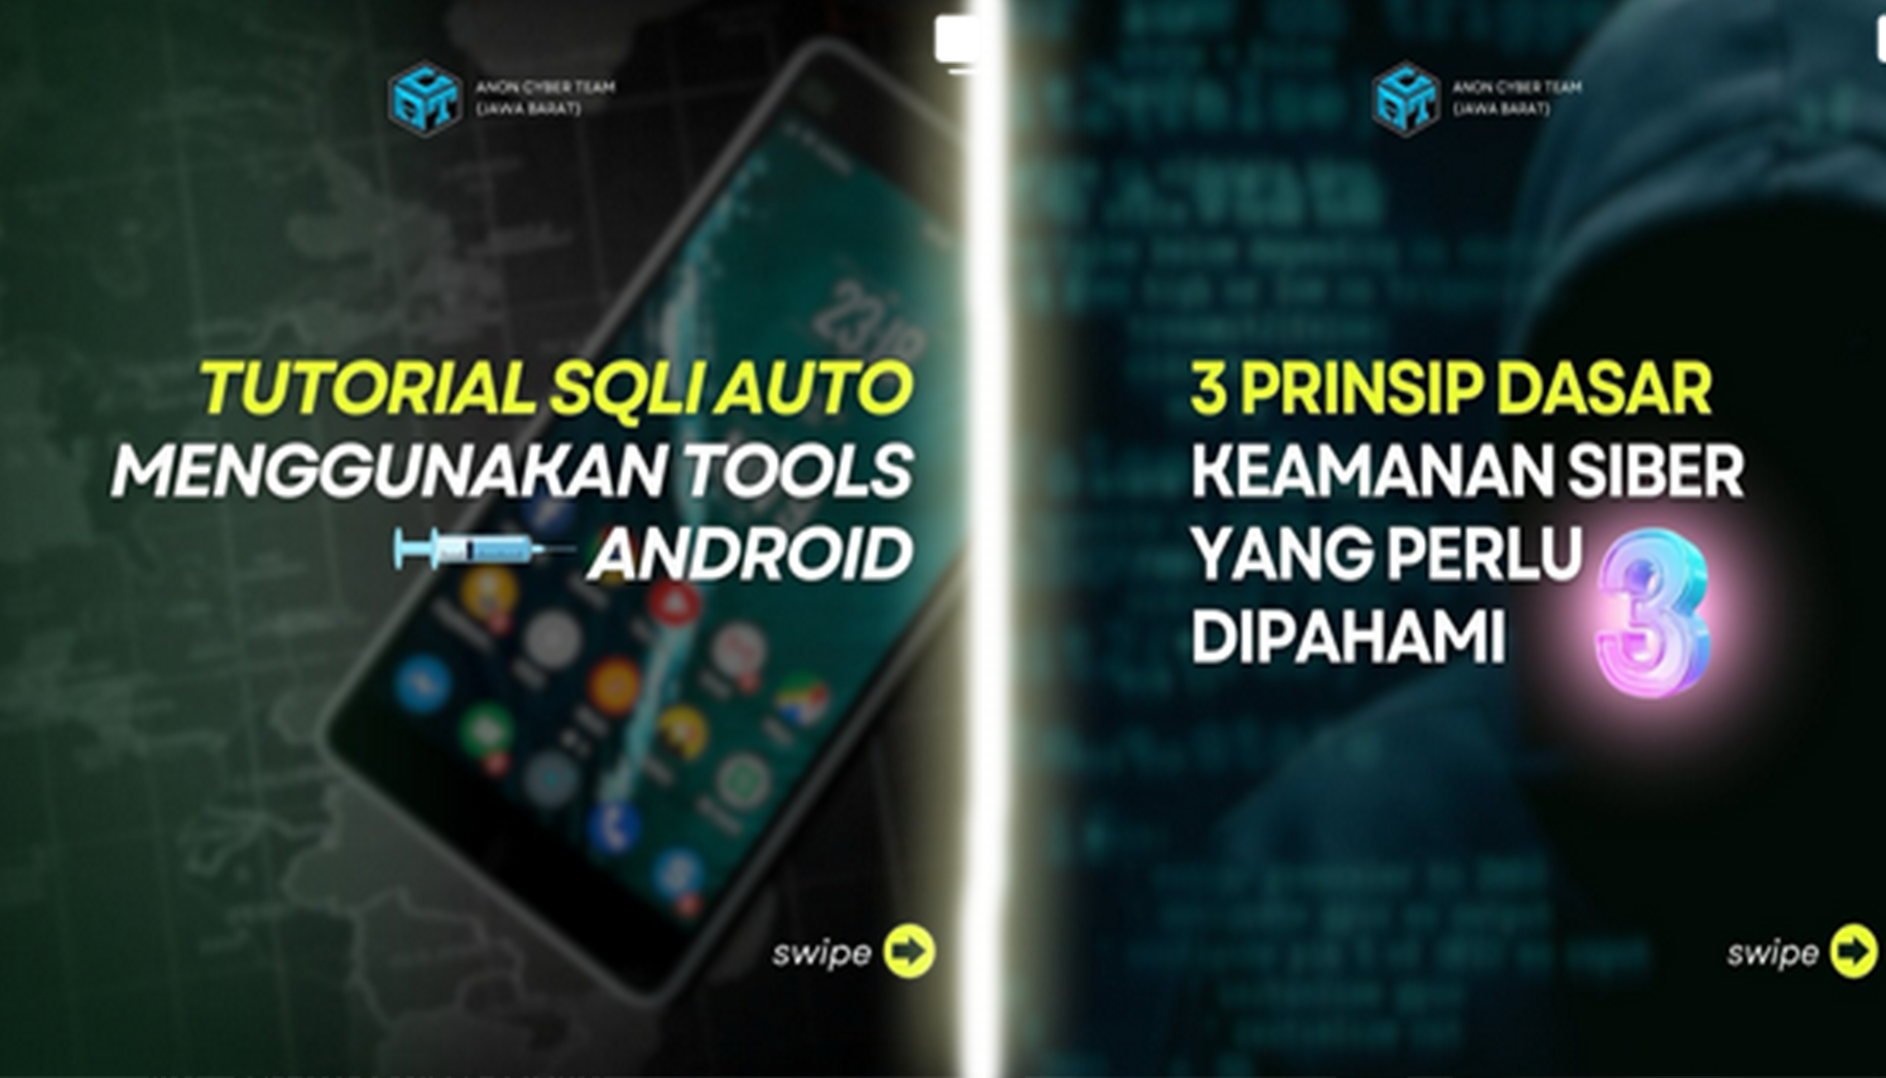 ANON CYBER TEAM
(JAWA BARAT)
TUTORIAL SQLI AUTO
MENGGUNAKAN TOOLS
ANDROID
swipe
ANON CYBER TEAM
(JAWA BARAT)
3 PRINSIP DASAR
KEAMANAN SIBER
YANG PERLU
DIPAHAMI
3
swipe